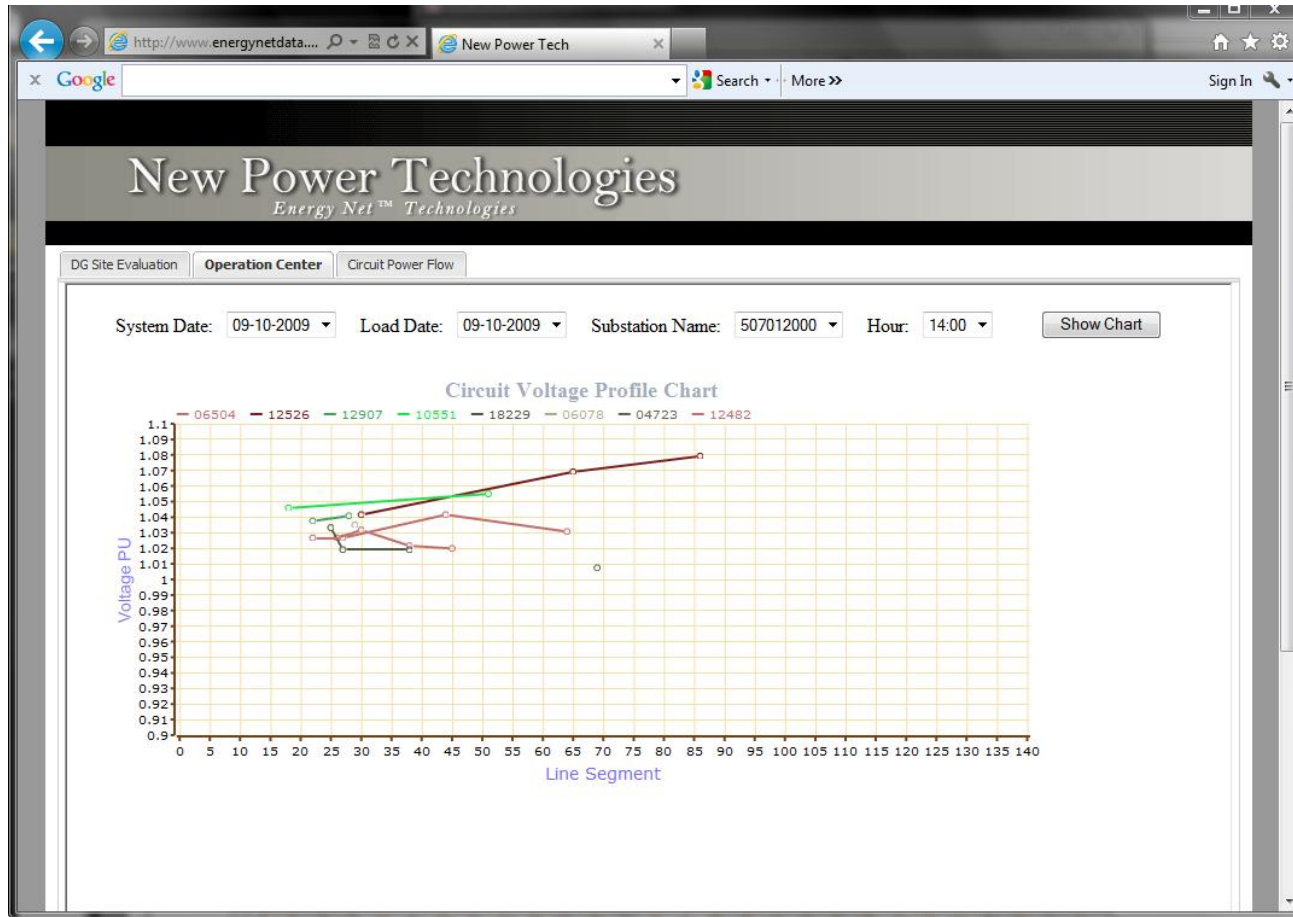 http://www.energynetdata.... New Power Tech
Google Search More Sign In
New Power Technologies
Energy Net™ Technologies
DG Site Evaluation Operation Center Circuit Power Flow
System Date: 09-10-2009 Load Date: 09-10-2009 Substation Name: 507012000 Hour: 14:00 Show Chart
Circuit Voltage Profile Chart
06504 12526 12907 10551 18229 06078 04723 12482
1.1
1.09
1.08
1.07
1.06
1.05
1.04
1.03
1.02
1.01
1
0.99
0.98
0.97
0.96
0.95
0.94
0.93
0.92
0.91
0.9
Voltage PU
0 5 10 15 20 25 30 35 40 45 50 55 60 65 70 75 80 85 90 95 100 105 110 115 120 125 130 135 140
Line Segment